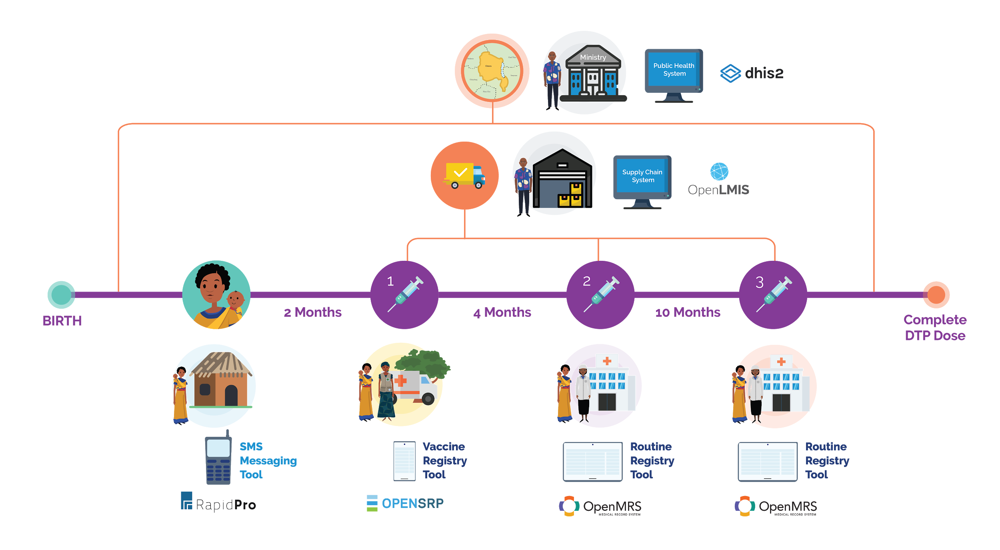 Ministry
Public Health
System
dhis2
Ozuca
Supply Chain
System
OpenLMIS
1
2
3
2 Months
4 Months
10 Months
BIRTH
Complete
DTP Dose
SMS
Messaging
Tool
Vaccine
Registry
Tool
Routine
Registry
Tool
Routine
Registry
Tool
RapidPro
OPENSRP
OpenMRS
MEDICAL RECORD SYSTEM
OpenMRS
MEDICAL RECORD SYSTEM